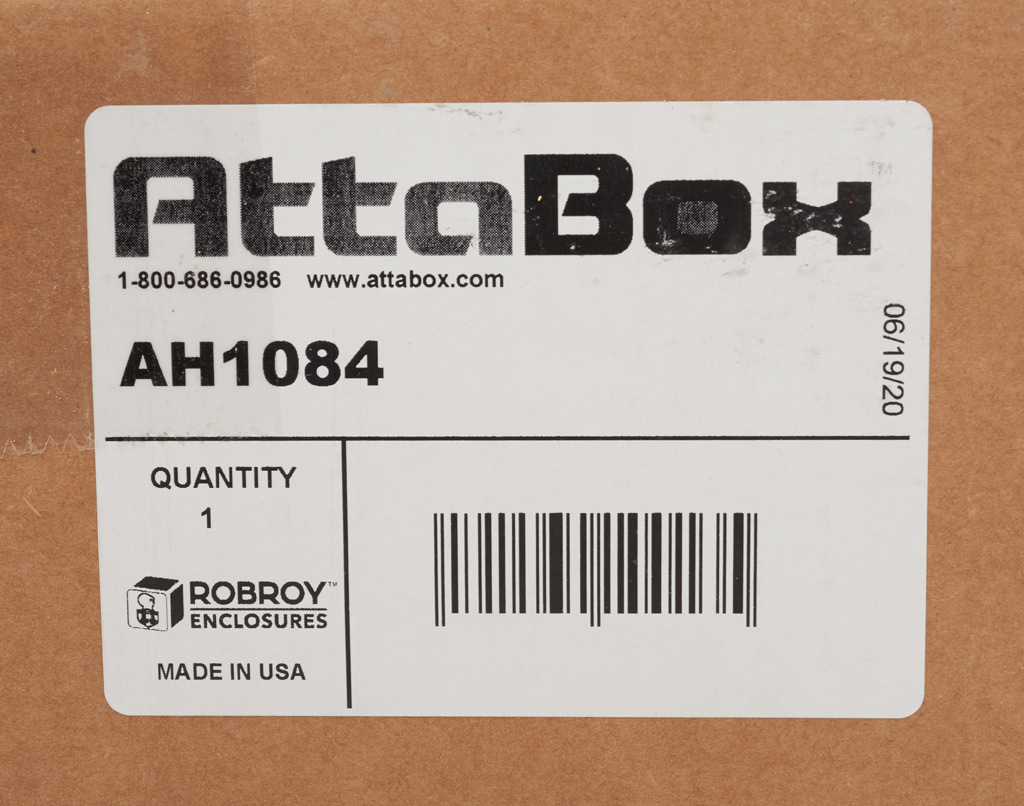 AttaBox™
1-800-686-0986 www.attabox.com
AH1084
06/19/20
QUANTITY
1
ROBROY™
ENCLOSURES
MADE IN USA